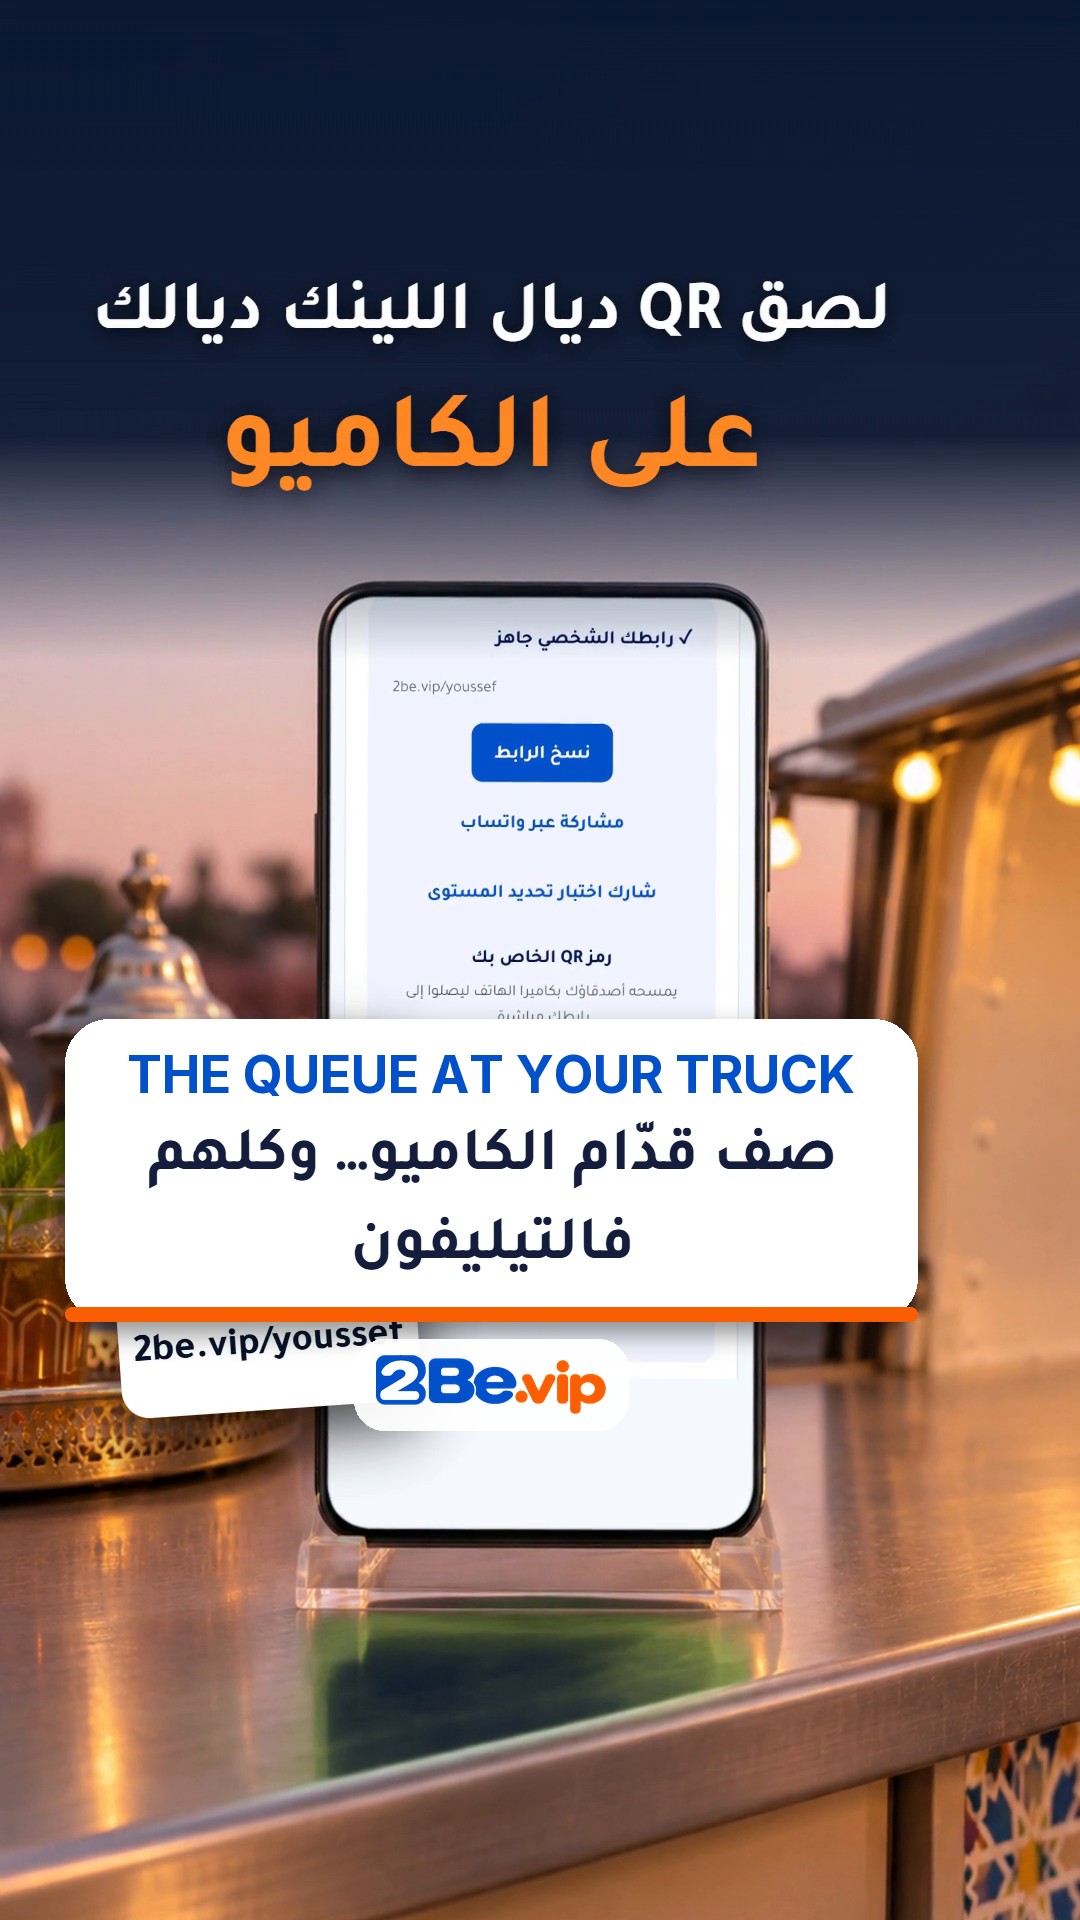 لصق QR ديال اللينك ديالك
على الكاميو
✓ رابطك الشخصي جاهز
2be.vip/youssef
نسخ الرابط
مشاركة عبر واتساب
شارك اختبار تحديد المستوى
رمز QR الخاص بك
يمسحه أصدقاؤك بكاميرا الهاتف ليصلوا إلى
رابطك مباشرة
THE QUEUE AT YOUR TRUCK
صف قدّام الكاميو... وكلهم
فالتيليفون
2be.vip/youssef
2Be.vip